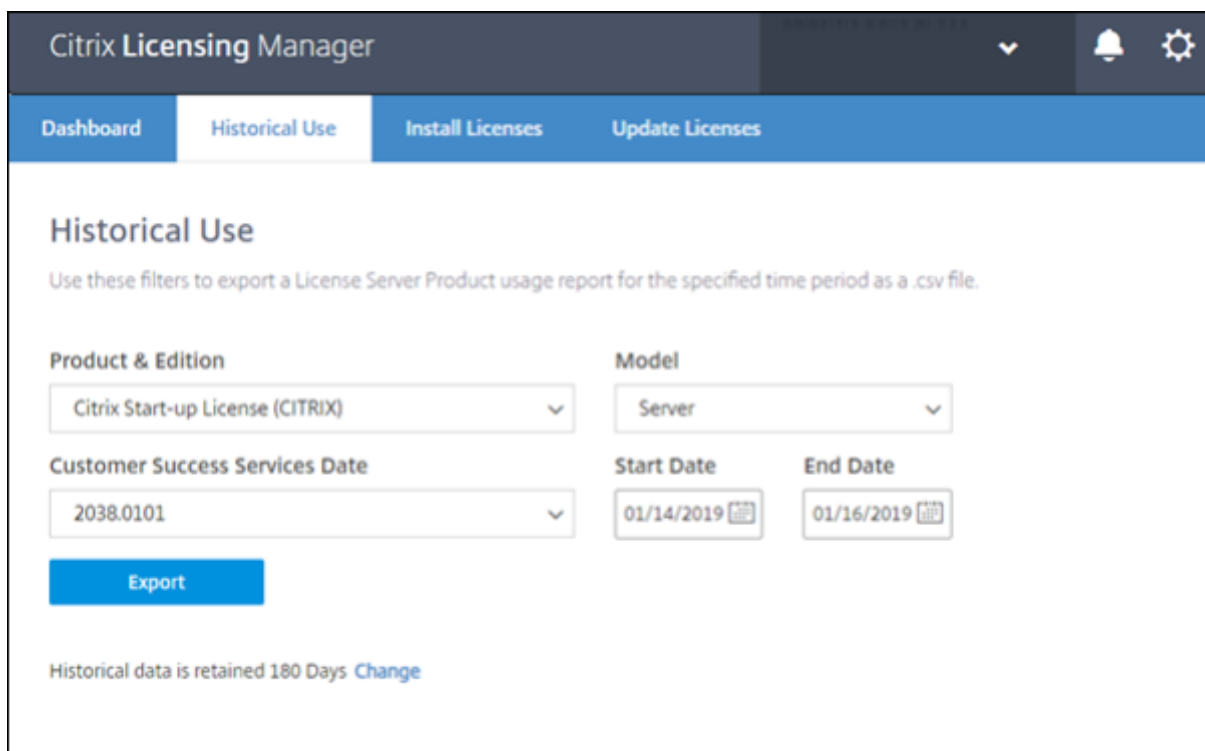 Citrix Licensing Manager
Dashboard Historical Use Install Licenses Update Licenses
Historical Use
Use these filters to export a License Server Product usage report for the specified time period as a .csv file.
Product & Edition Model
Citrix Start-up License (CITRIX) Server
Customer Success Services Date Start Date End Date
2038.0101 01/14/2019 01/16/2019
Export
Historical data is retained 180 Days Change